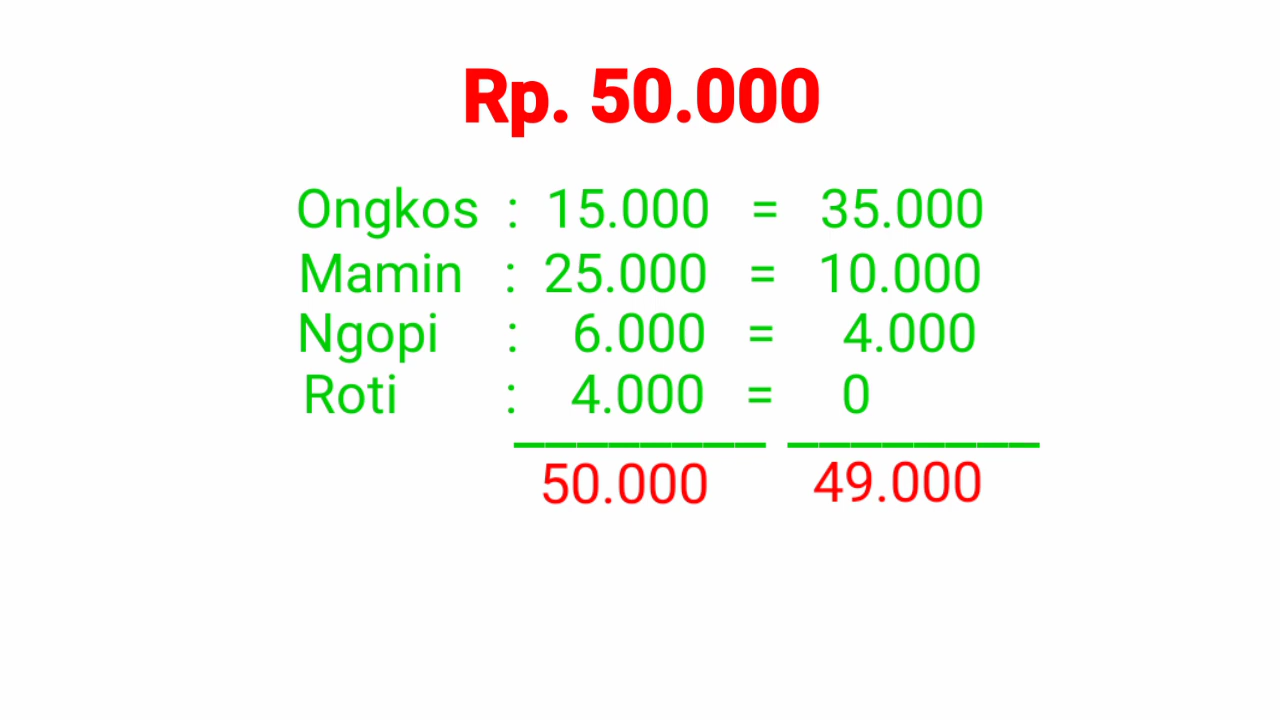 Rp. 50.000
Ongkos : 15.000 = 35.000
Mamin : 25.000 = 10.000
Ngopi : 6.000 = 4.000
Roti : 4.000 = 0
50.000 49.000